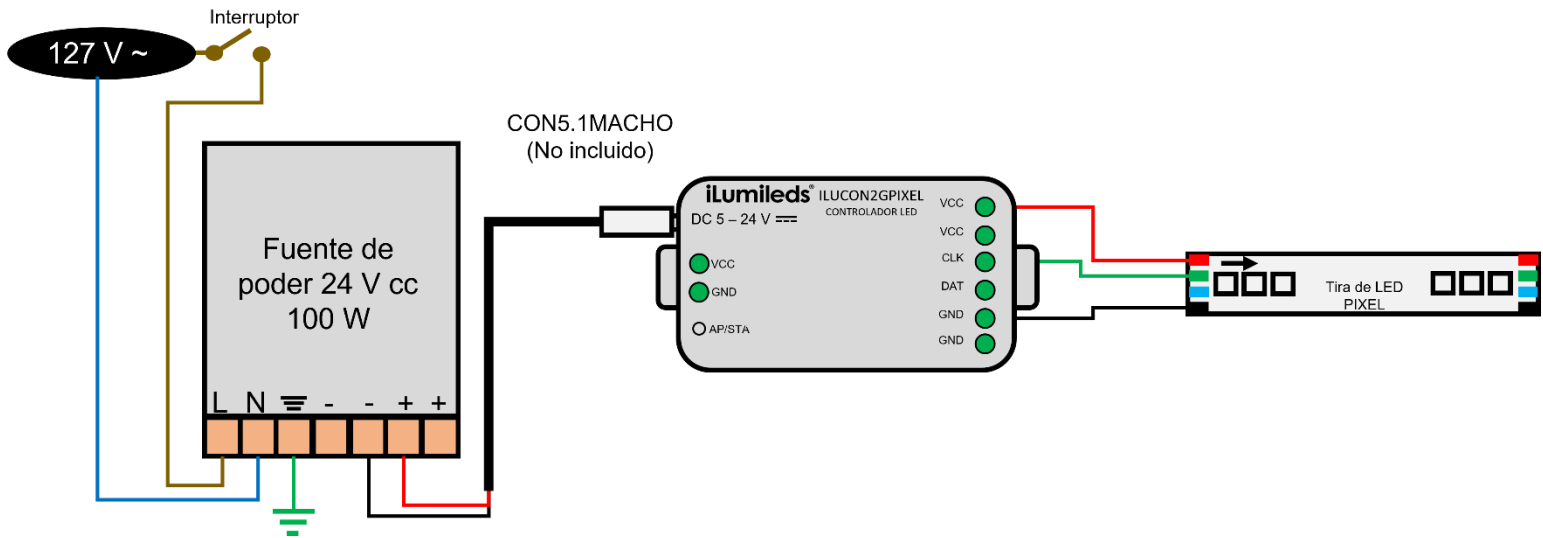 Interruptor
127 V ~
CON5.1MACHO
(No incluido)
Fuente de
poder 24 V cc
100 W
L N - - + +
iLumileds® ILUCON2GPIXEL
CONTROLADOR LED
DC 5 – 24 V
VCC
GND
AP/STA
VCC
VCC
CLK
DAT
GND
GND
Tira de LED
PIXEL